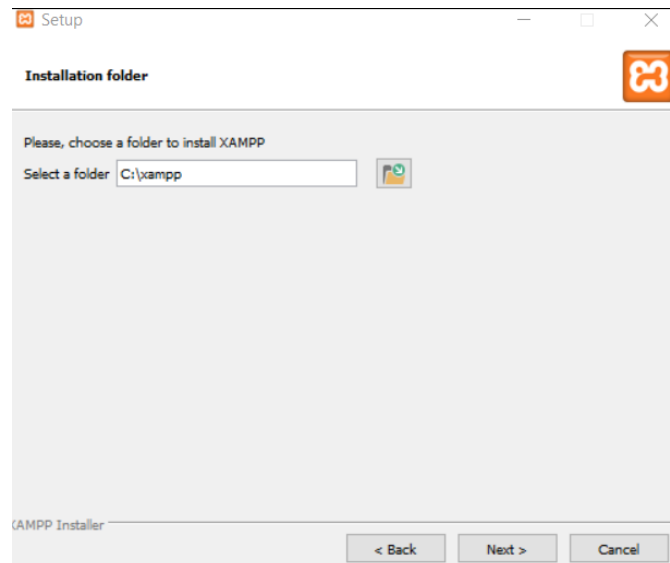 Setup
Installation folder
Please, choose a folder to install XAMPP
Select a folder C:\xampp
XAMPP Installer
< Back Next > Cancel